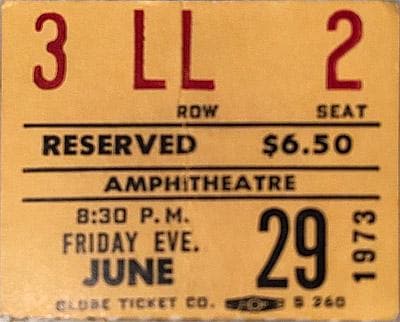 3 LL 2
ROW SEAT
RESERVED $6.50
AMPHITHEATRE
8:30 P.M.
FRIDAY EVE.
JUNE 29 1973
GLOBE TICKET CO. S 260